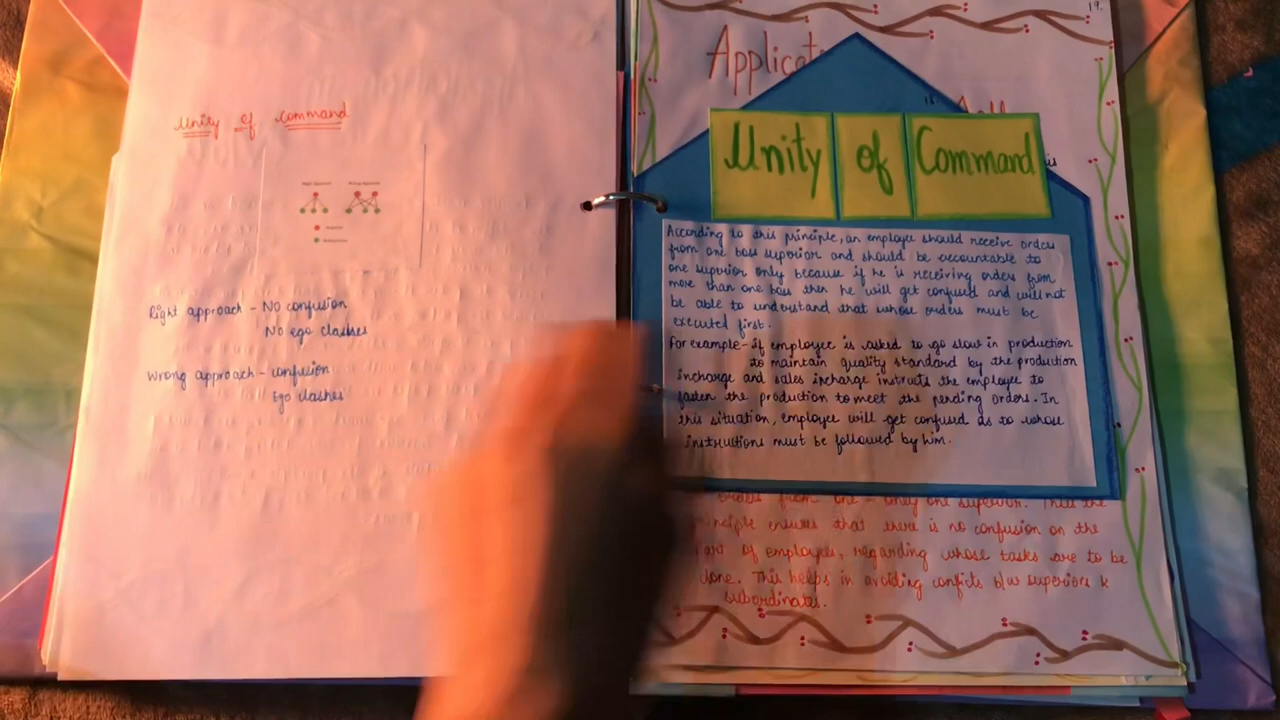 Unity of Command
Right approach - NO confusion
No ego clashes
Wrong approach - confusion
Ego clashes
19.
Applicat
Unity of Command
According to this principle, an employee should receive orders
from one boss superior and should be accountable to
one superior only because if he is receiving orders from
more than one boss then he will get confused and will not
be able to understand that whose orders must be
executed first.
For example - if employee is asked to go slow in production
to maintain quality standard by the production
incharge and sales incharge instructs the employee to
fasten the production to meet the pending orders. In
this situation, employee will get confused as to whose
instructions must be followed by him.
orders from one - only one superior. Thus the
rinciple ensures that there is no confusion on the
art of employees, regarding whose tasks are to be
done. This helps in avoiding conflicts b/w superiors &
subordinates.